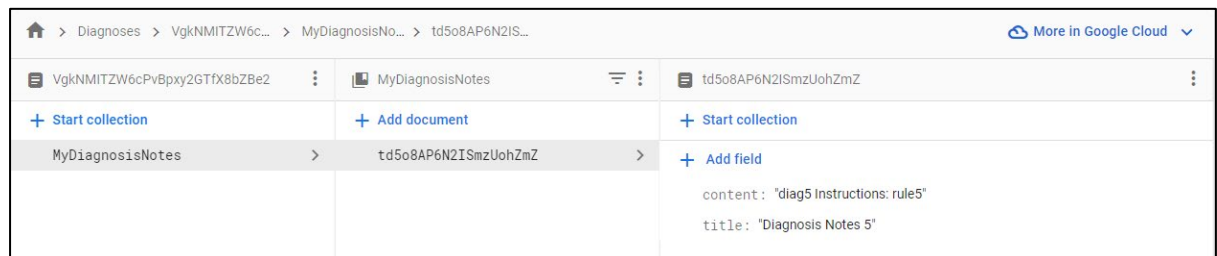 > Diagnoses > VgkNMITZW6c... > MyDiagnosisNo... > td5o8AP6N2IS... More in Google Cloud
VgkNMITZW6cPvBpxy2GTfX8bZBe2 MyDiagnosisNotes td5o8AP6N2ISmzUohZmZ
+ Start collection + Add document + Start collection
MyDiagnosisNotes > td5o8AP6N2ISmzUohZmZ > + Add field
content: "diag5 Instructions: rule5"
title: "Diagnosis Notes 5"